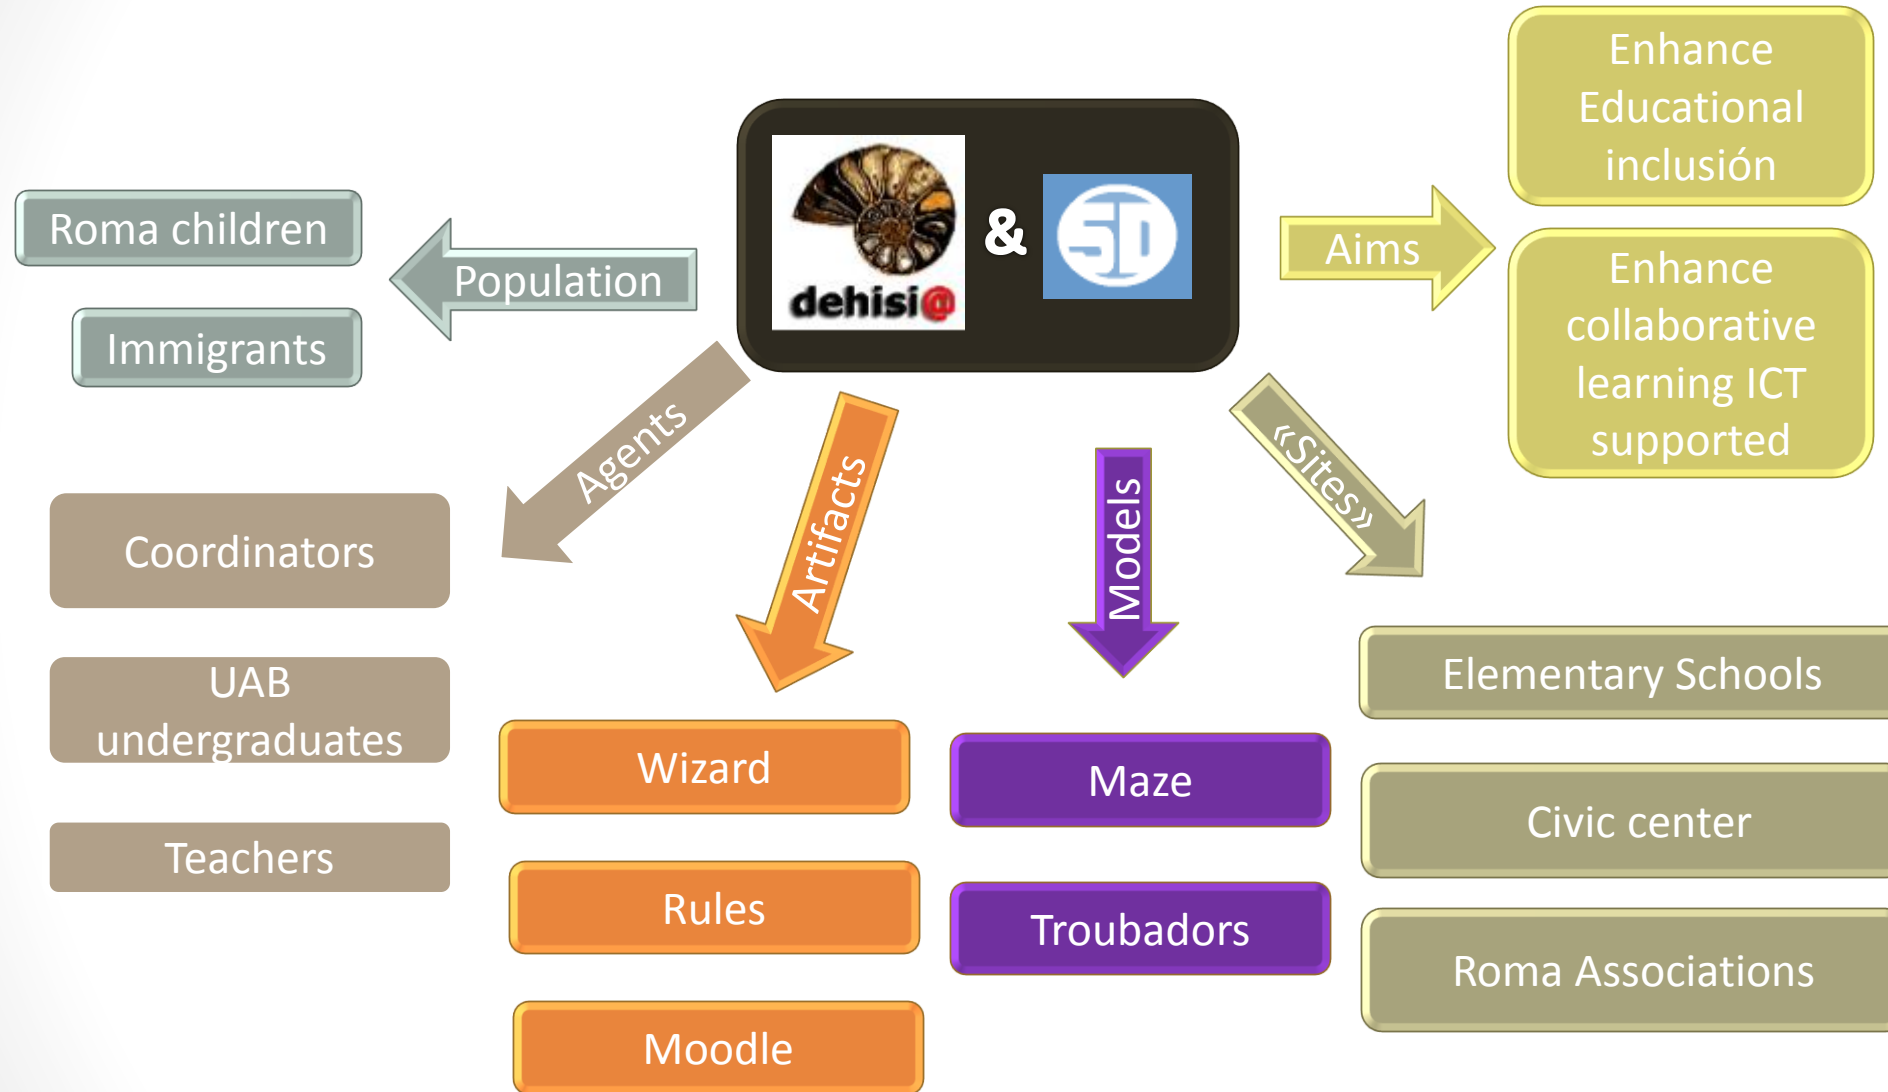 Enhance
Educational
inclusión
dehisi@
&
5D
Roma children
Population
Aims
Immigrants
Enhance
collaborative
learning ICT
supported
Agents
Artifacts
Models
«Sites»
Coordinators
UAB
undergraduates
Teachers
Wizard
Rules
Moodle
Maze
Troubadors
Elementary Schools
Civic center
Roma Associations